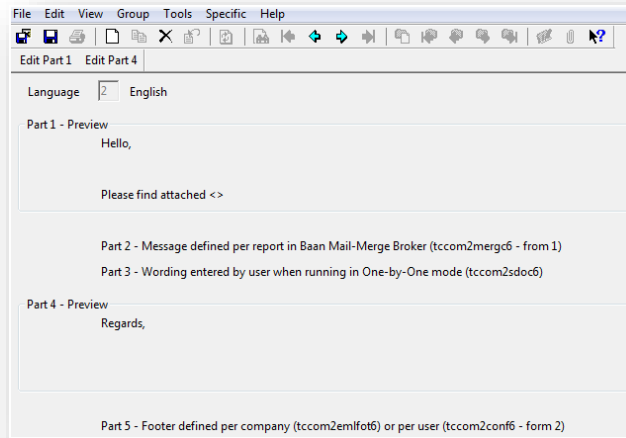 File Edit View Group Tools Specific Help
Edit Part 1 Edit Part 4
Language 2 English
Part 1 - Preview
Hello,
Please find attached <>
Part 2 - Message defined per report in Baan Mail-Merge Broker (tccom2mergc6 - from 1)
Part 3 - Wording entered by user when running in One-by-One mode (tccom2sdoc6)
Part 4 - Preview
Regards,
Part 5 - Footer defined per company (tccom2emlfot6) or per user (tccom2conf6 - form 2)